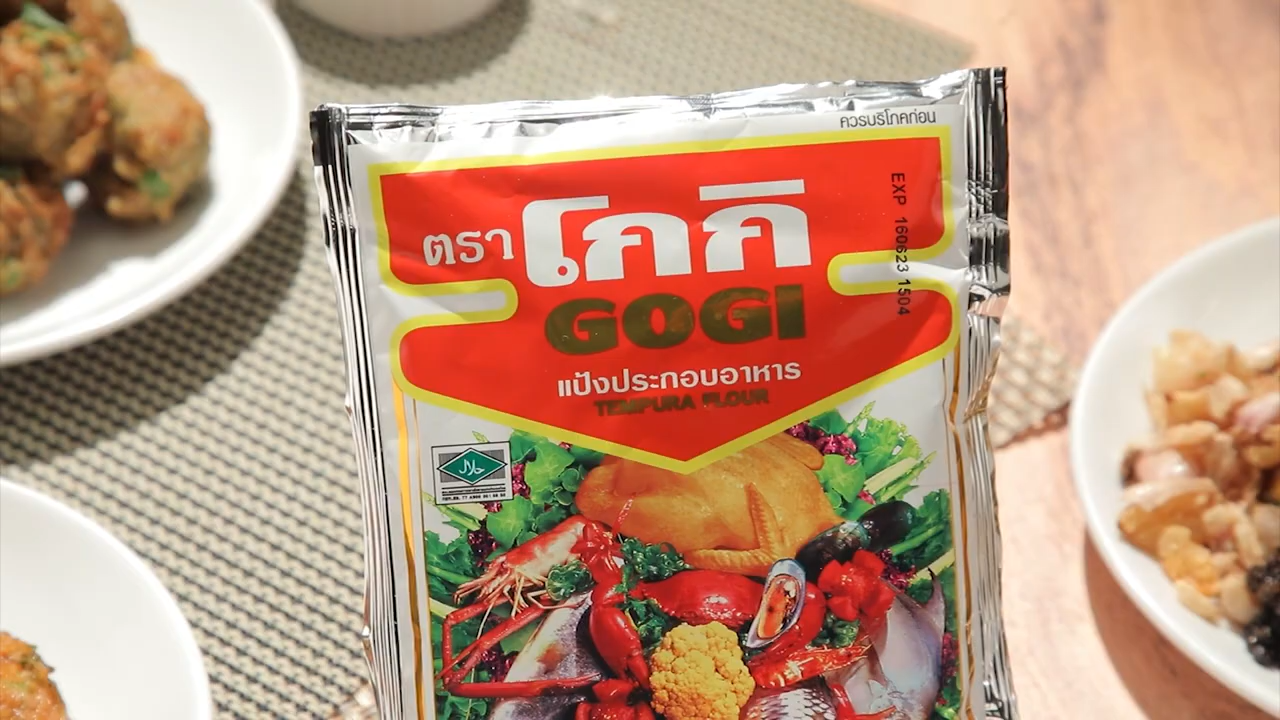 ควรบริโภคก่อน
EXP 160623 1504
ตรา โกกิ
GOGI
แป้งประกอบอาหาร
TEMPURA FLOUR
حلال